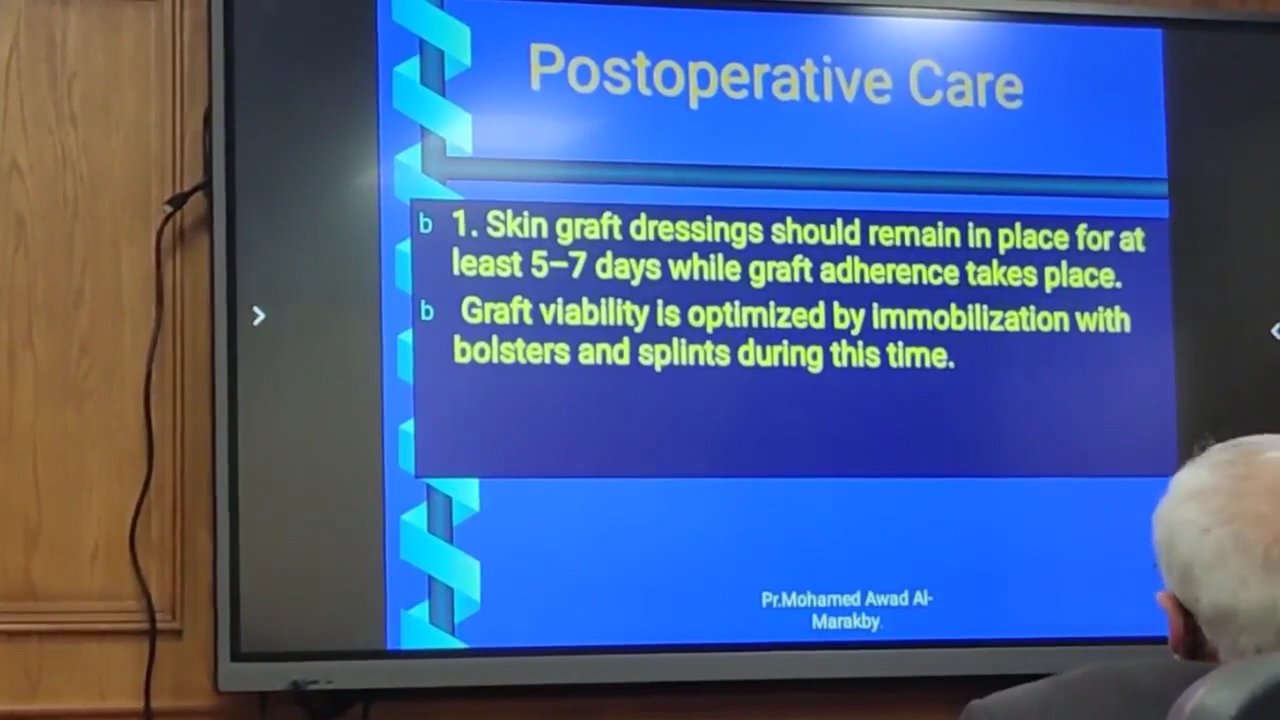 Postoperative Care
b 1. Skin graft dressings should remain in place for at
least 5–7 days while graft adherence takes place.
b Graft viability is optimized by immobilization with
bolsters and splints during this time.
Pr.Mohamed Awad Al-
Marakby